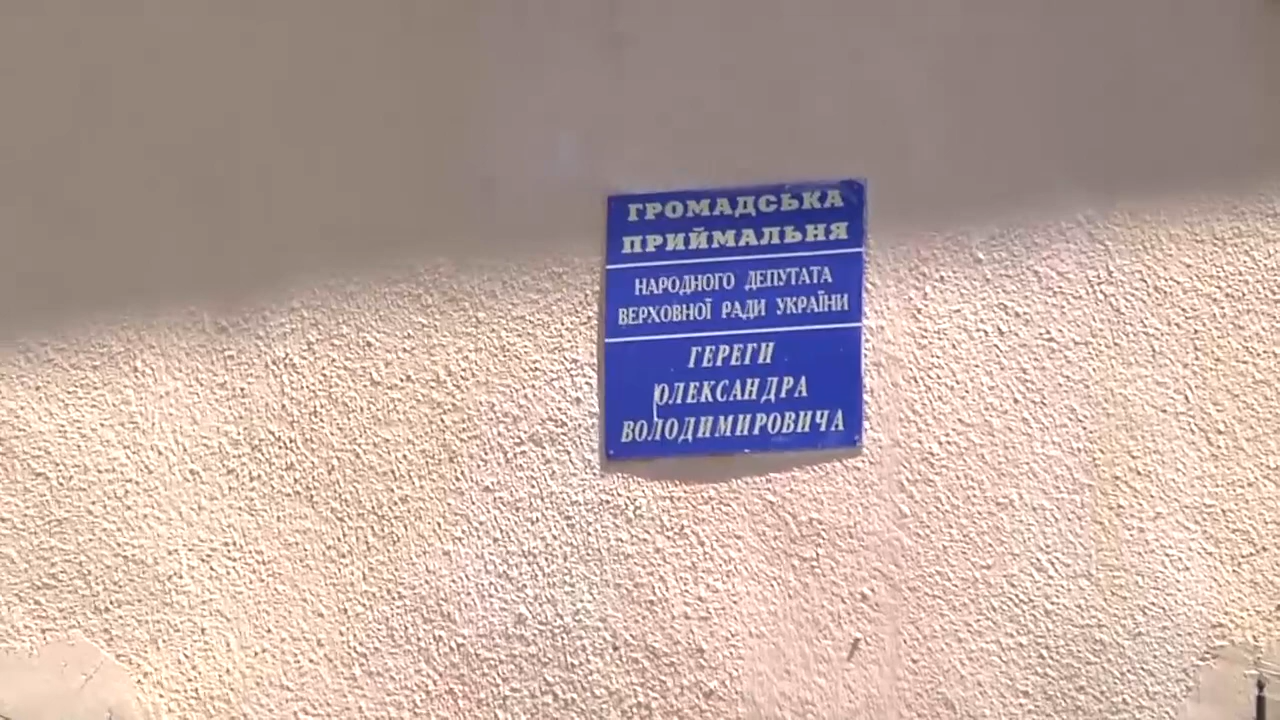 ГРОМАДСЬКА
ПРИЙМАЛЬНЯ
НАРОДНОГО ДЕПУТАТА
ВЕРХОВНОЇ РАДИ УКРАЇНИ
ГЕРЕГИ
ОЛЕКСАНДРА
ВОЛОДИМИРОВИЧА